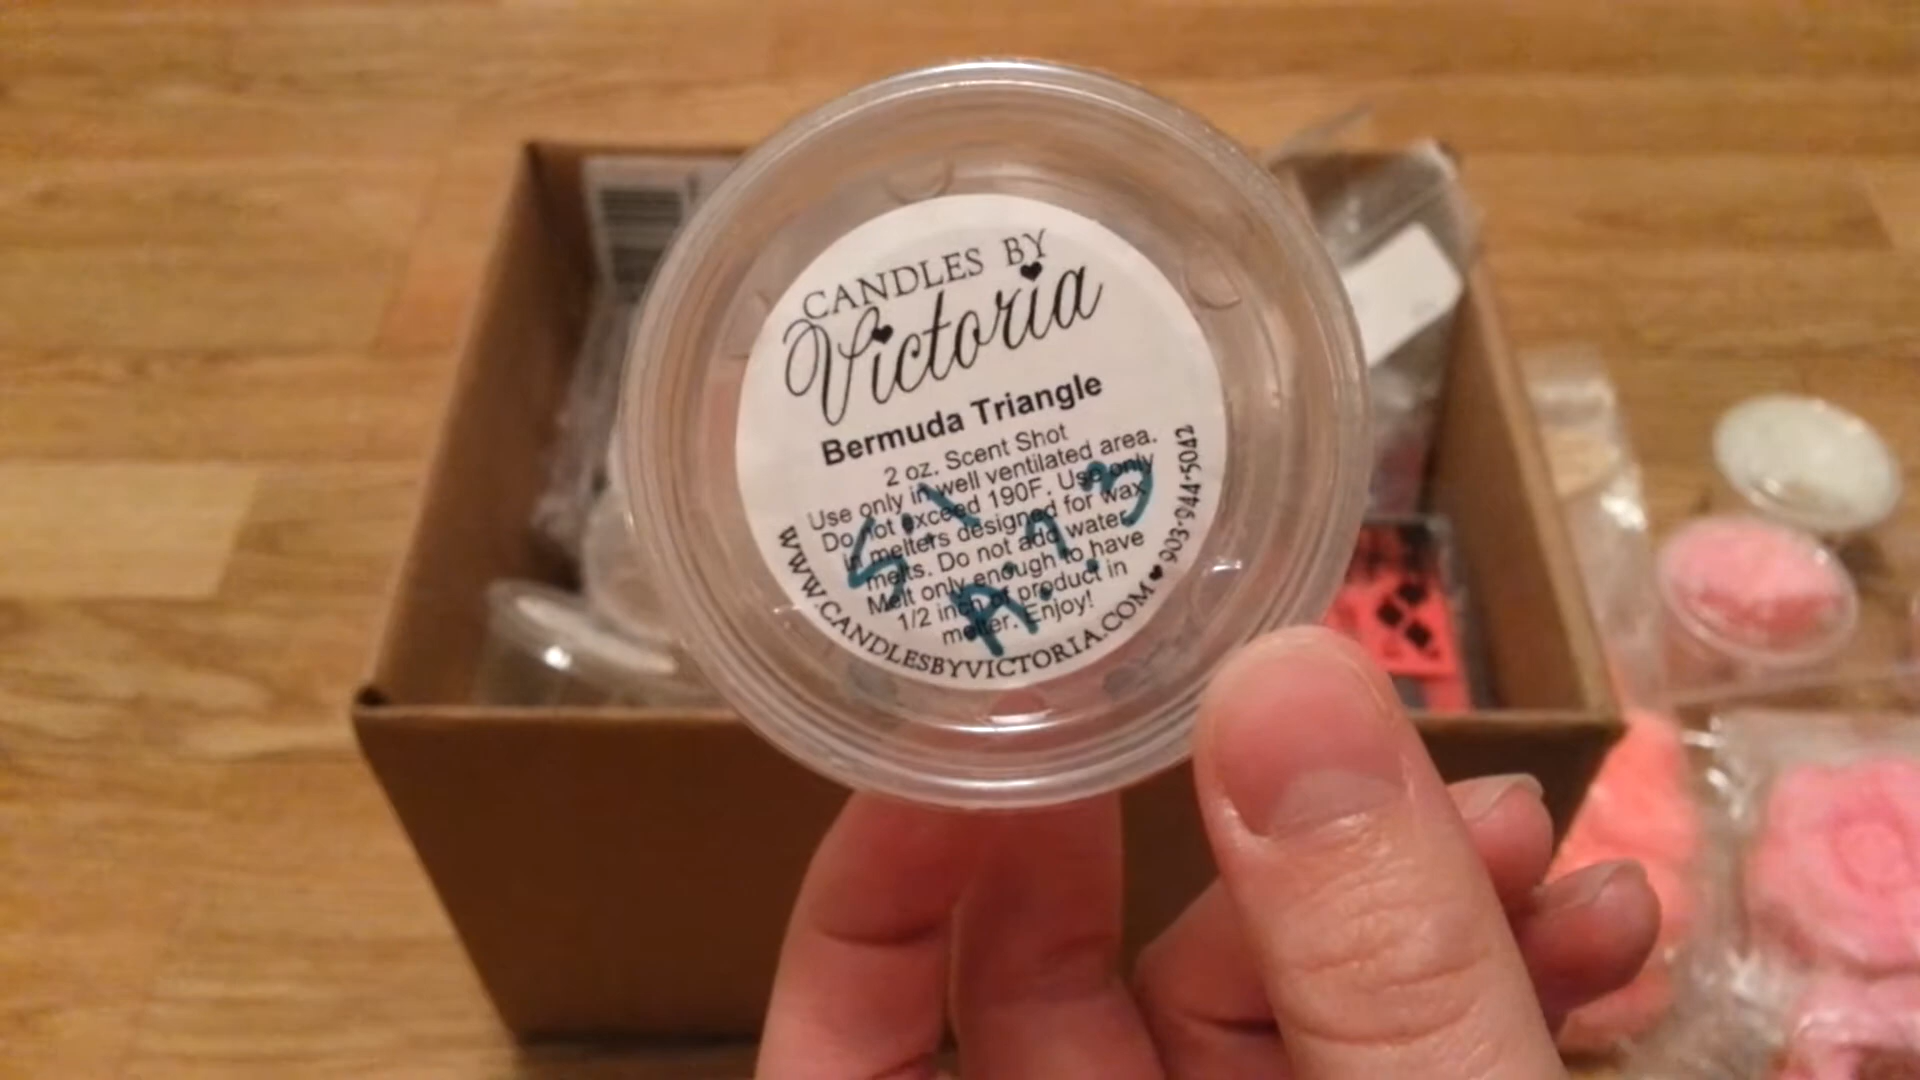 CANDLES BY
Victoria
Bermuda Triangle
2 oz. Scent Shot
Use only in well ventilated area.
Do not exceed 190F. Use only
in melters designed for wax
melts. Do not add water.
Melt only enough to have
1/2 inch of product in
melter. Enjoy!
WWW.CANDLESBYVICTORIA.COM ♥ 903-944-5042